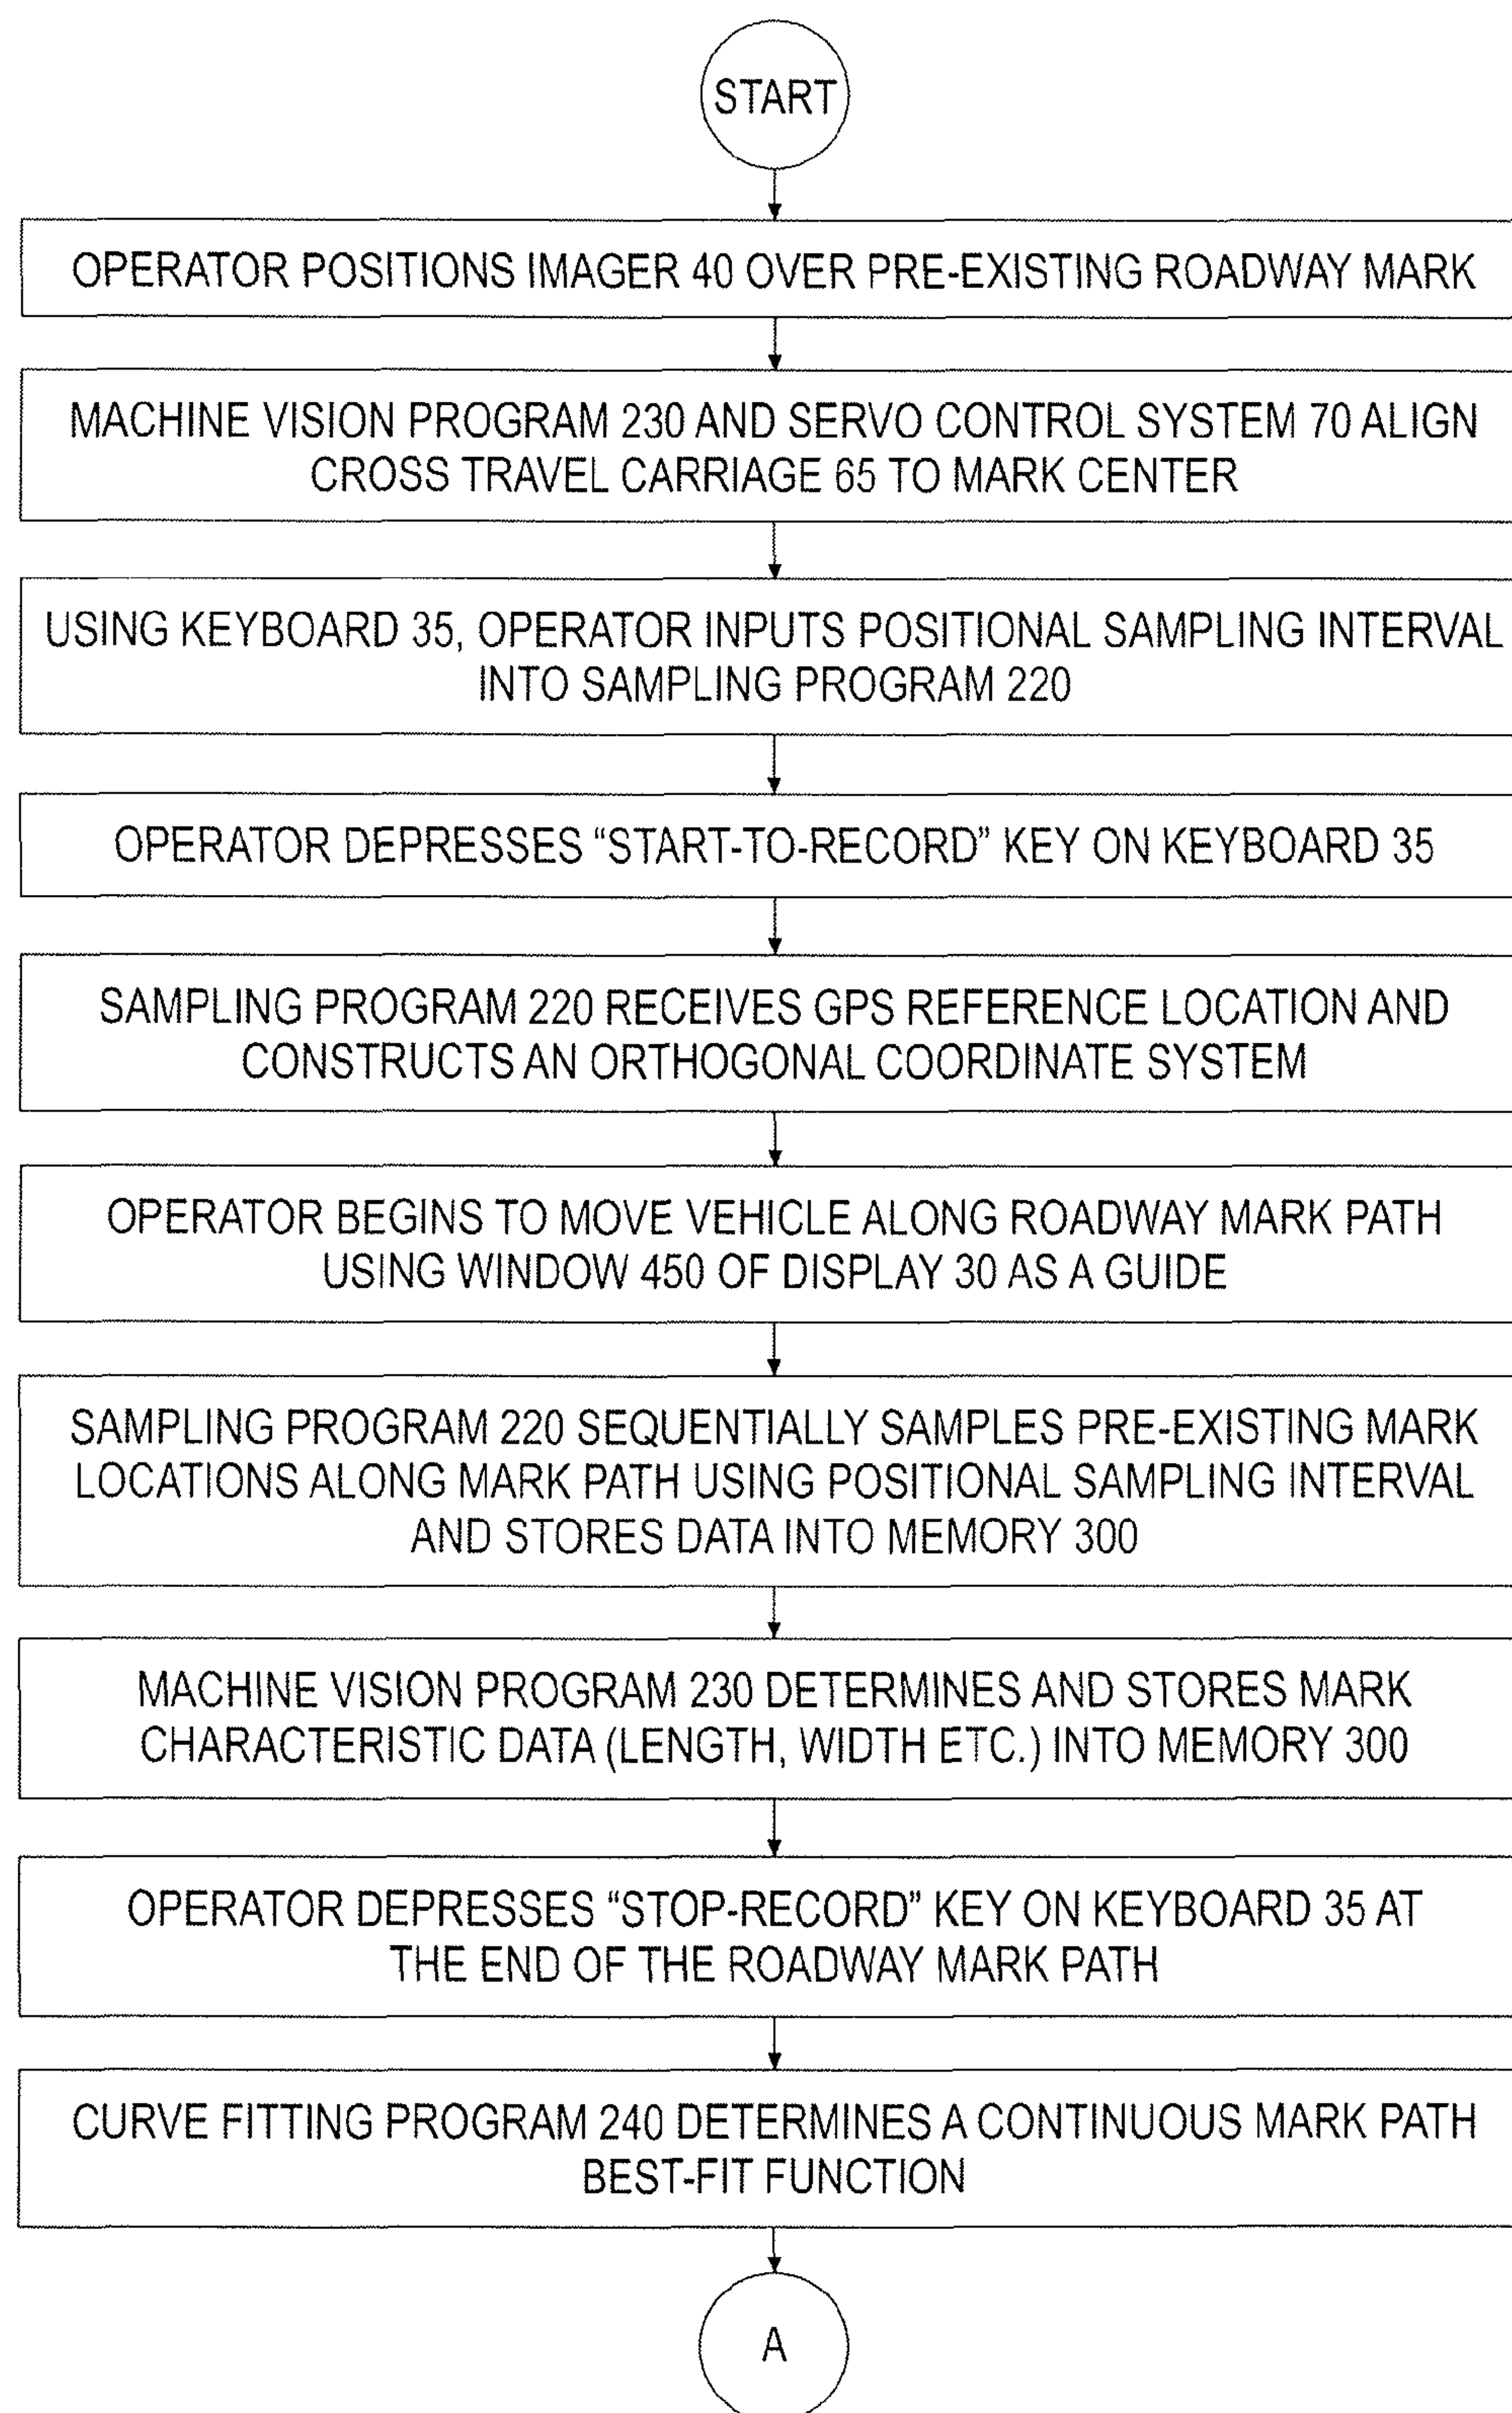 START
OPERATOR POSITIONS IMAGER 40 OVER PRE-EXISTING ROADWAY MARK
MACHINE VISION PROGRAM 230 AND SERVO CONTROL SYSTEM 70 ALIGN
CROSS TRAVEL CARRIAGE 65 TO MARK CENTER
USING KEYBOARD 35, OPERATOR INPUTS POSITIONAL SAMPLING INTERVAL
INTO SAMPLING PROGRAM 220
OPERATOR DEPRESSES “START-TO-RECORD” KEY ON KEYBOARD 35
SAMPLING PROGRAM 220 RECEIVES GPS REFERENCE LOCATION AND
CONSTRUCTS AN ORTHOGONAL COORDINATE SYSTEM
OPERATOR BEGINS TO MOVE VEHICLE ALONG ROADWAY MARK PATH
USING WINDOW 450 OF DISPLAY 30 AS A GUIDE
SAMPLING PROGRAM 220 SEQUENTIALLY SAMPLES PRE-EXISTING MARK
LOCATIONS ALONG MARK PATH USING POSITIONAL SAMPLING INTERVAL
AND STORES DATA INTO MEMORY 300
MACHINE VISION PROGRAM 230 DETERMINES AND STORES MARK
CHARACTERISTIC DATA (LENGTH, WIDTH ETC.) INTO MEMORY 300
OPERATOR DEPRESSES “STOP-RECORD” KEY ON KEYBOARD 35 AT
THE END OF THE ROADWAY MARK PATH
CURVE FITTING PROGRAM 240 DETERMINES A CONTINUOUS MARK PATH
BEST-FIT FUNCTION
A